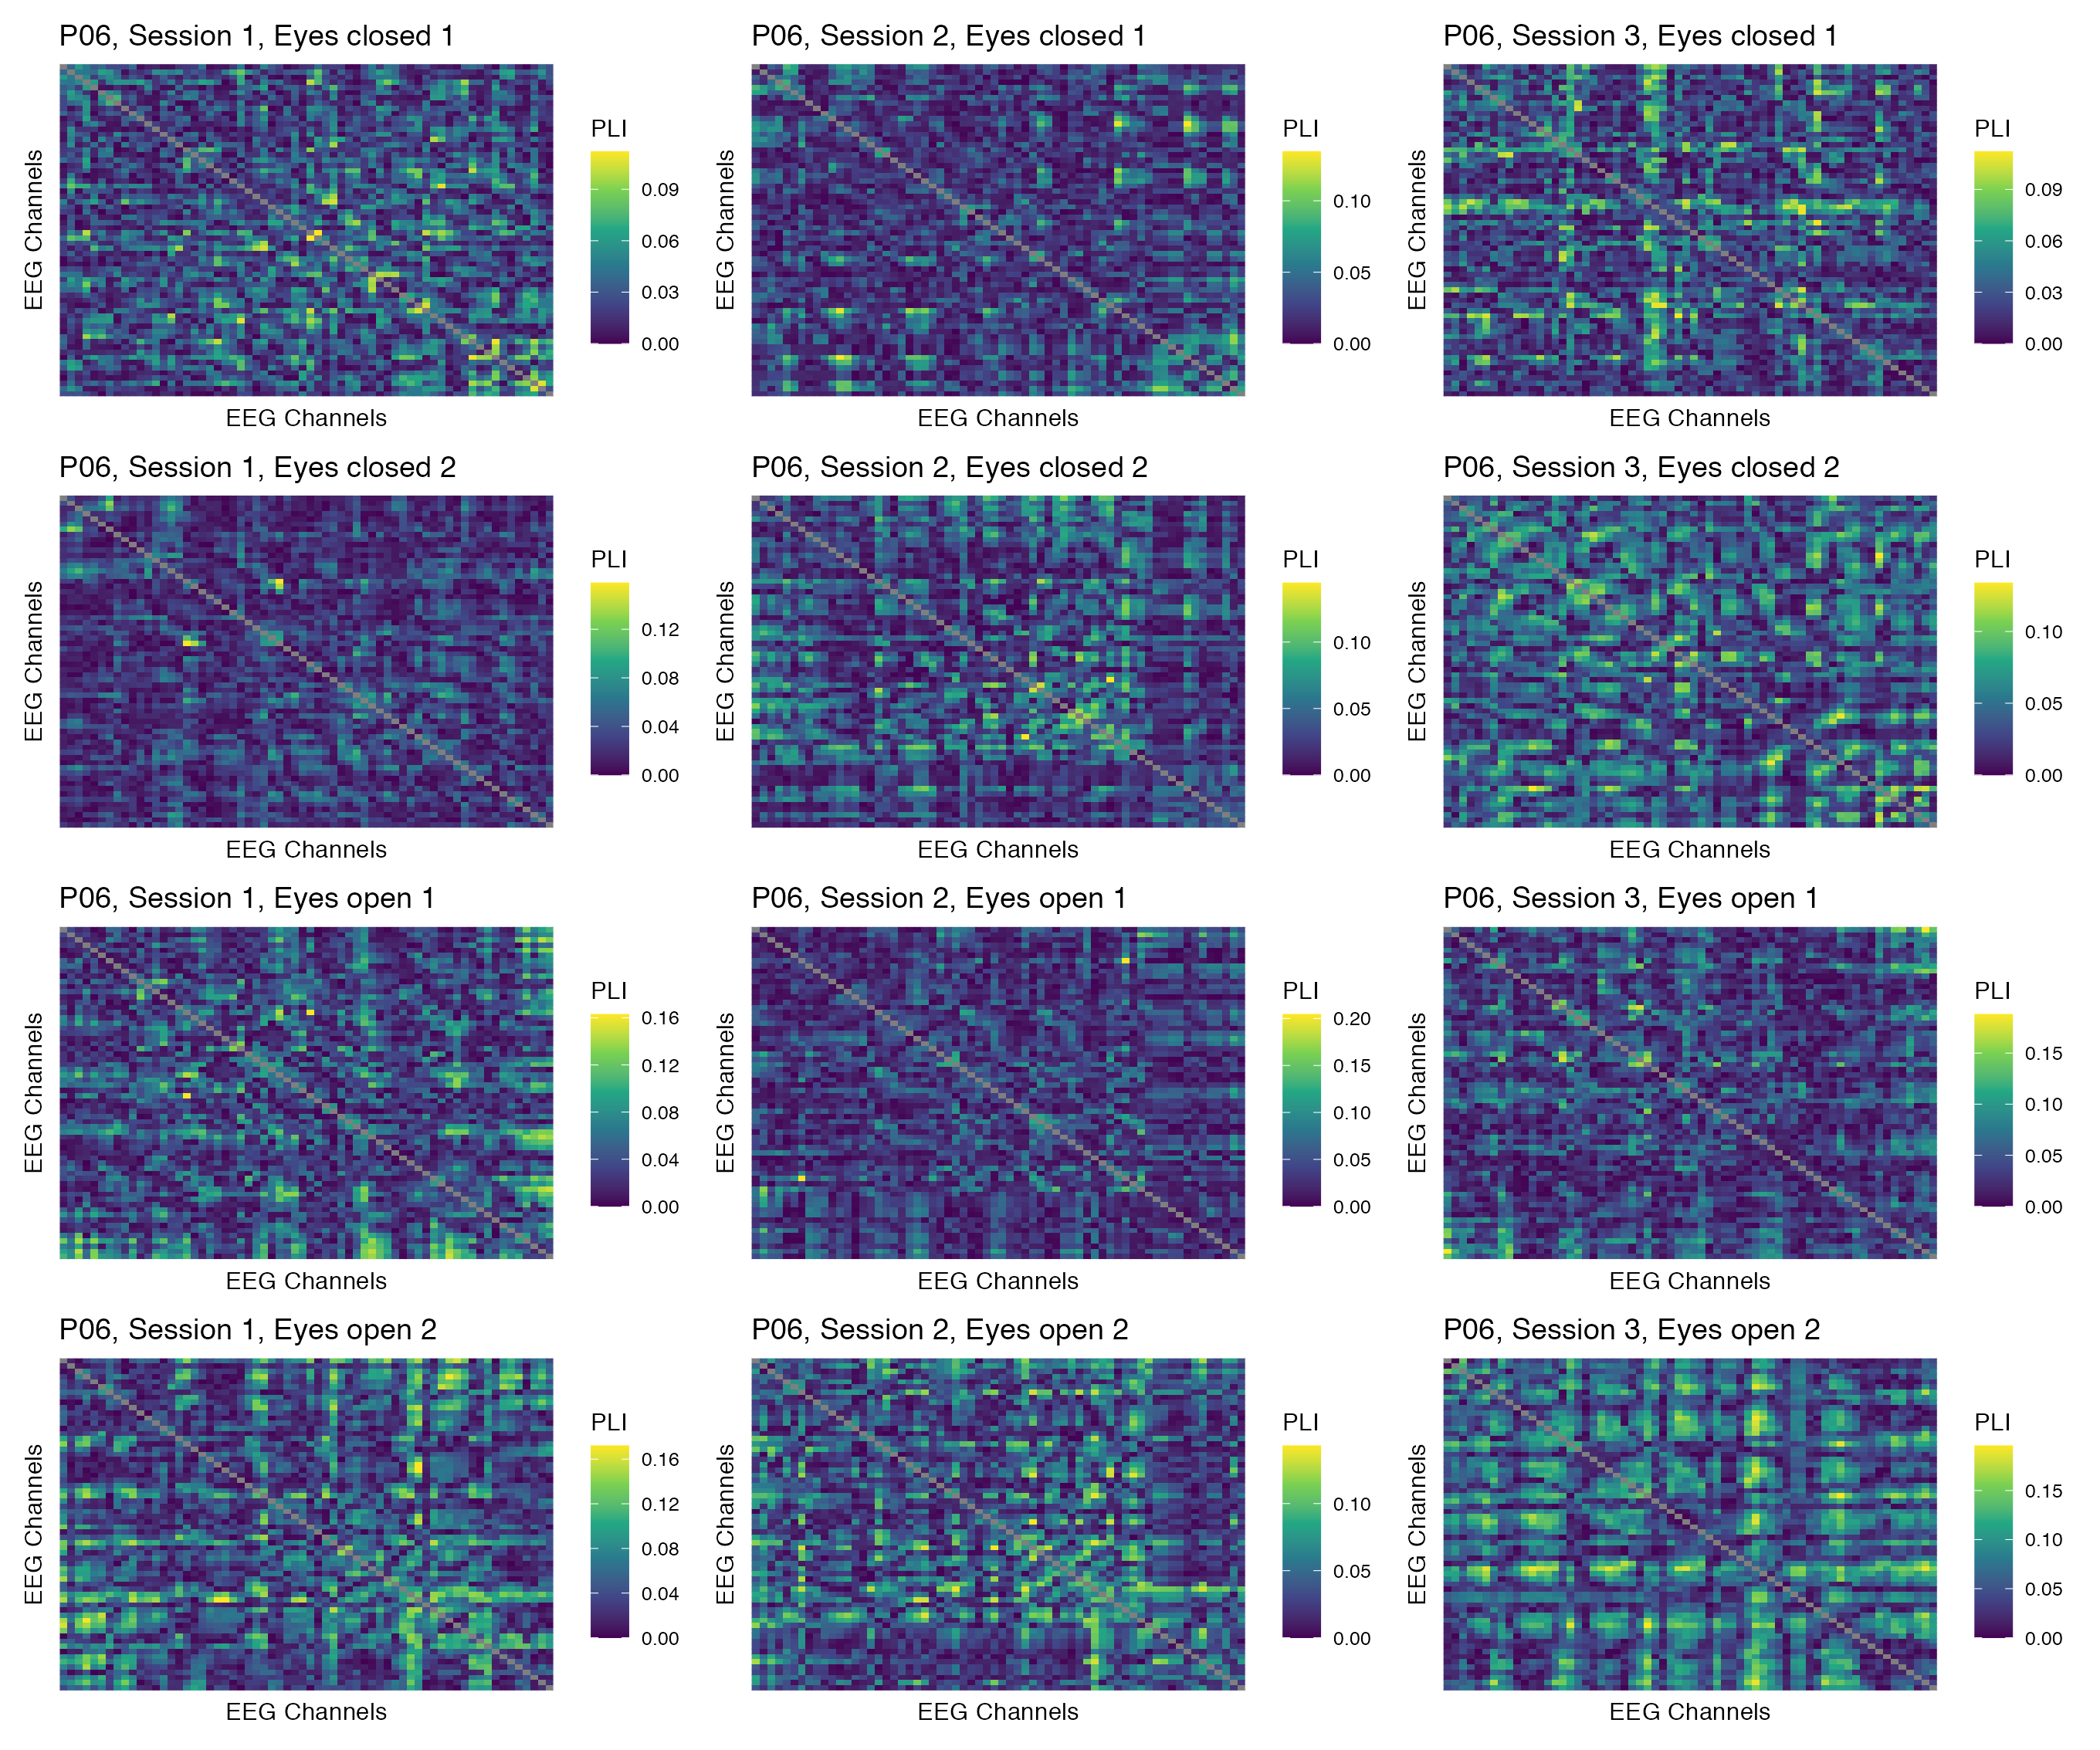 P06, Session 1, Eyes closed 1
EEG Channels
EEG Channels
PLI
0.09
0.06
0.03
0.00
P06, Session 2, Eyes closed 1
EEG Channels
EEG Channels
PLI
0.10
0.05
0.00
P06, Session 3, Eyes closed 1
EEG Channels
EEG Channels
PLI
0.09
0.06
0.03
0.00
P06, Session 1, Eyes closed 2
EEG Channels
EEG Channels
PLI
0.12
0.08
0.04
0.00
P06, Session 2, Eyes closed 2
EEG Channels
EEG Channels
PLI
0.10
0.05
0.00
P06, Session 3, Eyes closed 2
EEG Channels
EEG Channels
PLI
0.10
0.05
0.00
P06, Session 1, Eyes open 1
EEG Channels
EEG Channels
PLI
0.16
0.12
0.08
0.04
0.00
P06, Session 2, Eyes open 1
EEG Channels
EEG Channels
PLI
0.20
0.15
0.10
0.05
0.00
P06, Session 3, Eyes open 1
EEG Channels
EEG Channels
PLI
0.15
0.10
0.05
0.00
P06, Session 1, Eyes open 2
EEG Channels
EEG Channels
PLI
0.16
0.12
0.08
0.04
0.00
P06, Session 2, Eyes open 2
EEG Channels
EEG Channels
PLI
0.10
0.05
0.00
P06, Session 3, Eyes open 2
EEG Channels
EEG Channels
PLI
0.15
0.10
0.05
0.00